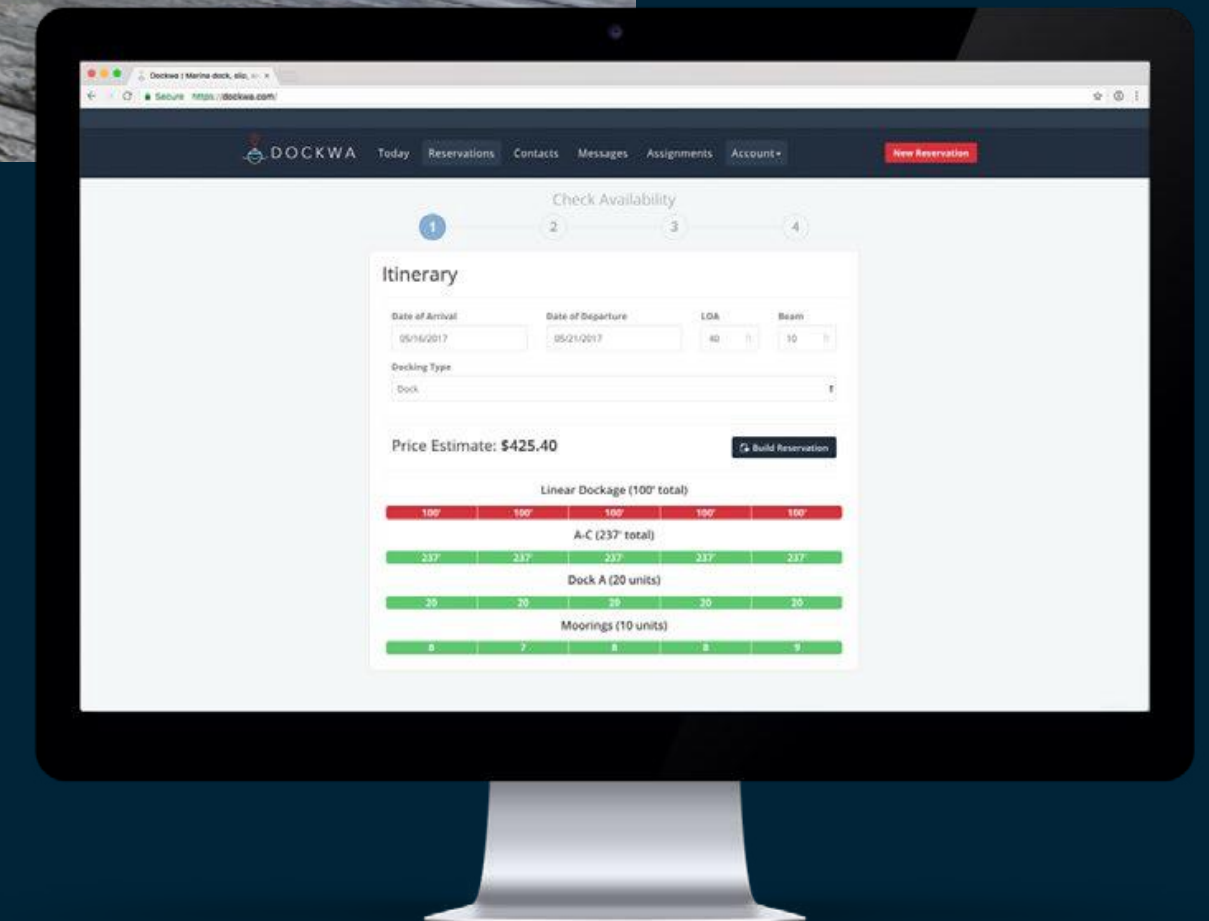 Dockwa | Marina dock, slip,
Secure https://dockwa.com/
DOCKWA Today Reservations Contacts Messages Assignments Account New Reservation
Check Availability
1 2 3 4
Itinerary
Date of Arrival Date of Departure LOA Beam
05/16/2017 05/21/2017 40 ft 10 ft
Docking Type
Dock
Price Estimate: $425.40 Build Reservation
Linear Dockage (100' total)
100' 100' 100' 100' 100'
A-C (237' total)
237' 237' 237' 237' 237'
Dock A (20 units)
20 20 20 20 20
Moorings (10 units)
7 9